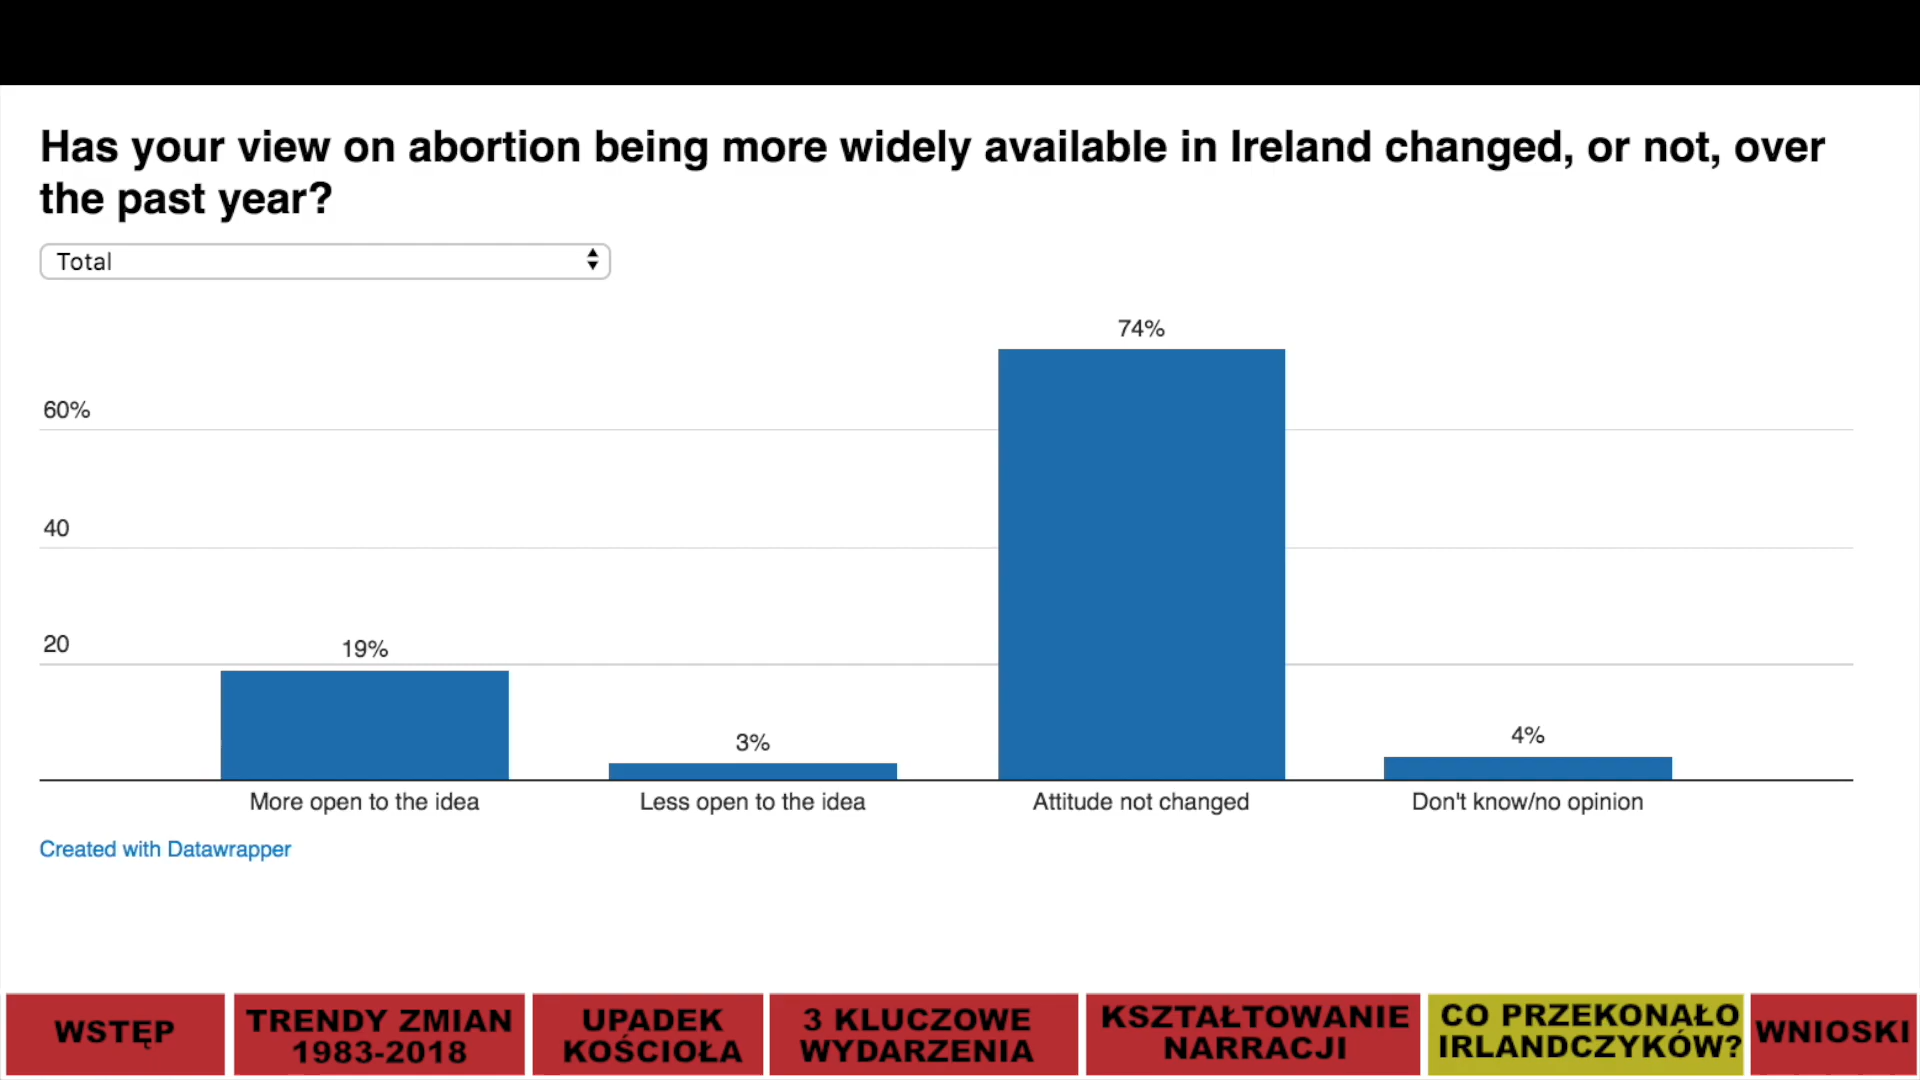 Has your view on abortion being more widely available in Ireland changed, or not, over
the past year?
Total
74%
60%
40
20
19%
3%
4%
More open to the idea
Less open to the idea
Attitude not changed
Don't know/no opinion
Created with Datawrapper
WSTĘP
TRENDY ZMIAN
1983-2018
UPADEK
KOŚCIOŁA
3 KLUCZOWE
WYDARZENIA
KSZTAŁTOWANIE
NARRACJI
CO PRZEKONAŁO
IRLANDCZYKÓW?
WNIOSKI